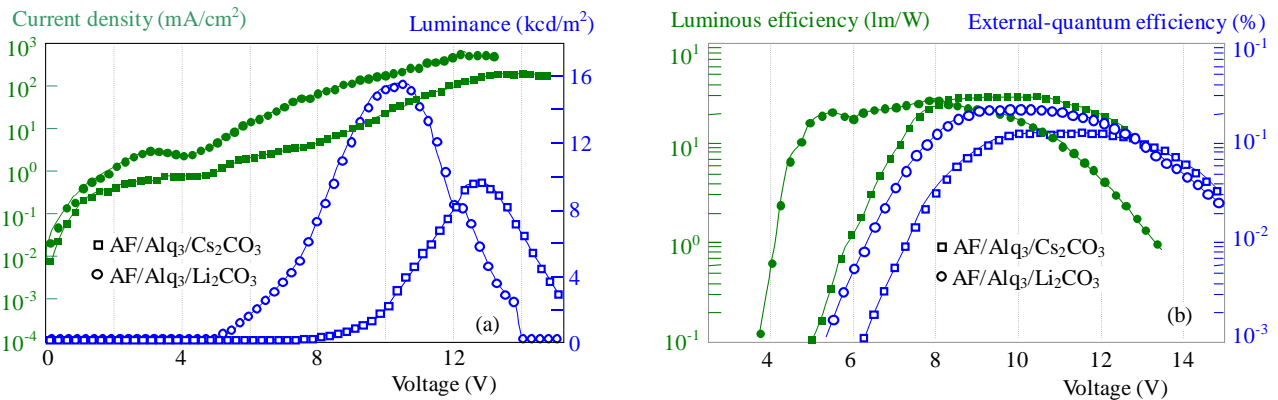 Current density (mA/cm²)
Luminance (kcd/m²)
10³
10²
10¹
10⁰
10⁻¹
10⁻²
10⁻³
10⁻⁴
16
12
8
4
0
AF/Alq₃/Cs₂CO₃
AF/Alq₃/Li₂CO₃
(a)
0 4 8 12
Voltage (V)
Luminous efficiency (lm/W)
External-quantum efficiency (%)
10¹
10¹
10⁰
10⁻¹
10⁻¹
10⁻¹
10⁻²
10⁻³
AF/Alq₃/Cs₂CO₃
AF/Alq₃/Li₂CO₃
(b)
4 6 8 10 12 14
Voltage (V)